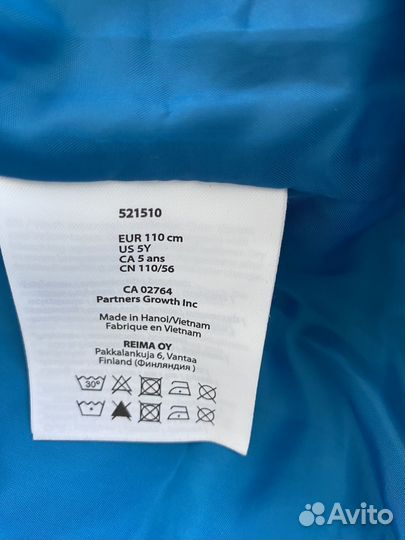 521510
EUR 110 cm
US 5Y
CA 5 ans
CN 110/56
CA 02764
Partners Growth Inc
Made in Hanoi/Vietnam
Fabrique en Vietnam
REIMA OY
Pakkalankuja 6, Vantaa
Finland (Финляндия)
30°
Avito